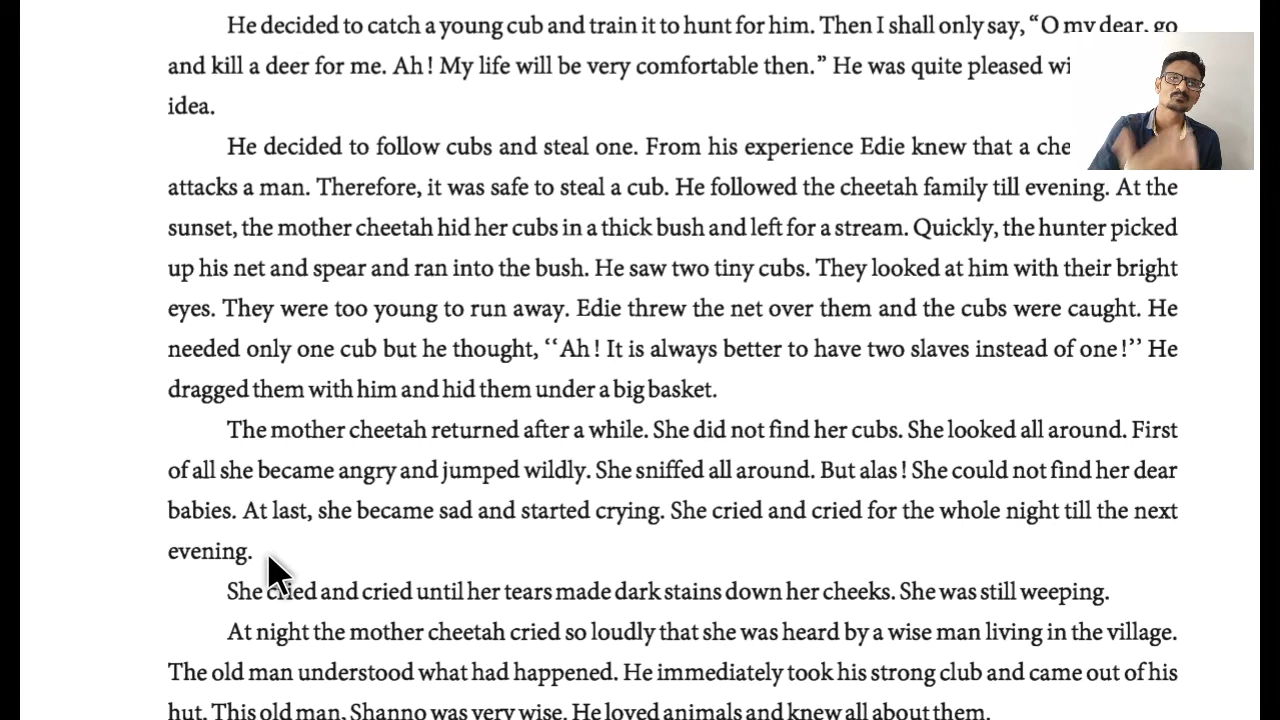 He decided to catch a young cub and train it to hunt for him. Then I shall only say, “O my dear, go
and kill a deer for me. Ah! My life will be very comfortable then.” He was quite pleased
idea.
He decided to follow cubs and steal one. From his experience Edie knew that a
attacks a man. Therefore, it was safe to steal a cub. He followed the cheetah family till evening. At the
sunset, the mother cheetah hid her cubs in a thick bush and left for a stream. Quickly, the hunter picked
up his net and spear and ran into the bush. He saw two tiny cubs. They looked at him with their bright
eyes. They were too young to run away. Edie threw the net over them and the cubs were caught. He
needed only one cub but he thought, ‘‘Ah! It is always better to have two slaves instead of one!’’ He
dragged them with him and hid them under a big basket.
The mother cheetah returned after a while. She did not find her cubs. She looked all around. First
of all she became angry and jumped wildly. She sniffed all around. But alas! She could not find her dear
babies. At last, she became sad and started crying. She cried and cried for the whole night till the next
evening.
She cried and cried until her tears made dark stains down her cheeks. She was still weeping.
At night the mother cheetah cried so loudly that she was heard by a wise man living in the village.
The old man understood what had happened. He immediately took his strong club and came out of his
hut. This old man, Shanno was very wise. He loved animals and knew all about them.